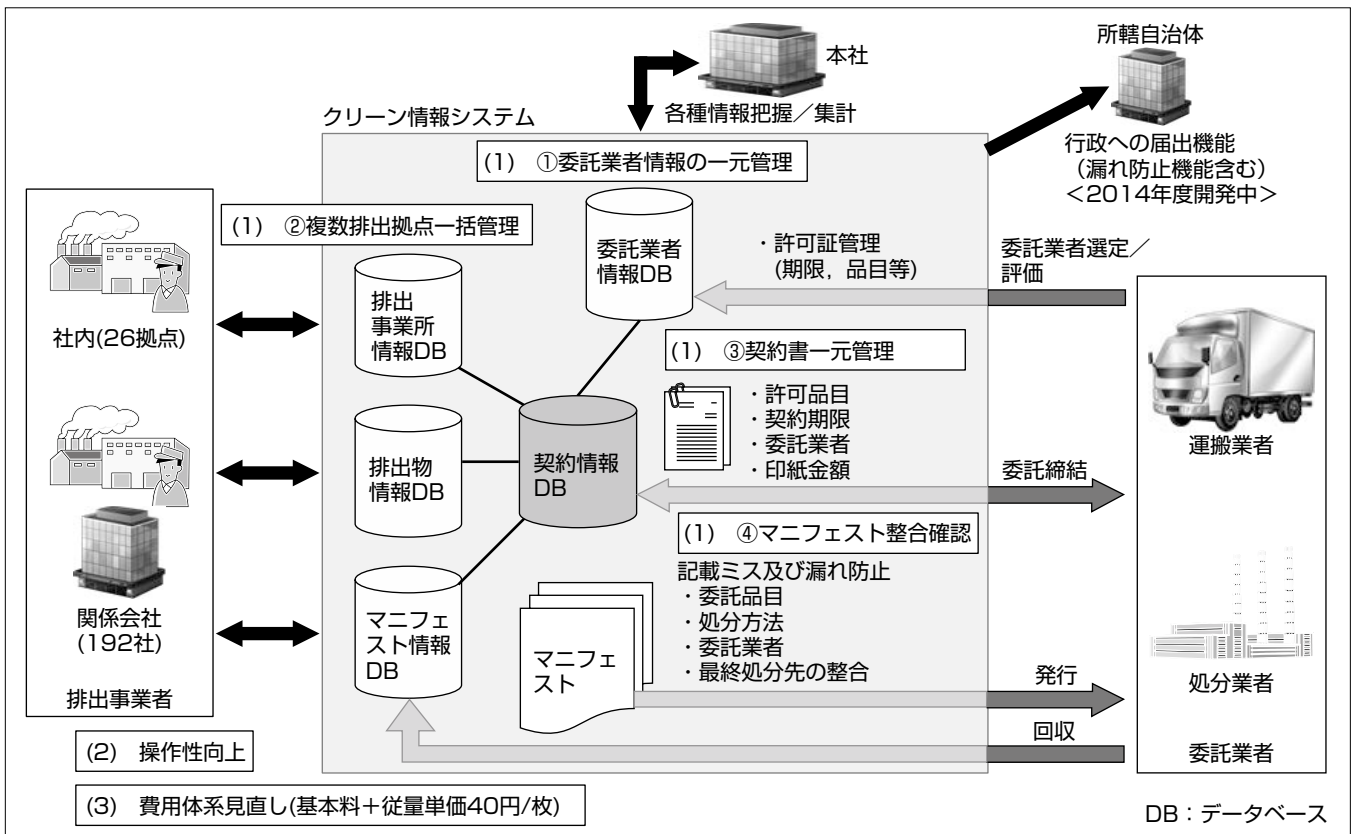 本社
所轄自治体
クリーン情報システム
各種情報把握／集計
行政への届出機能
（漏れ防止機能含む）
＜2014年度開発中＞
(1) ①委託業者情報の一元管理
(1) ②複数排出拠点一括管理
委託業者
情報DB
・許可証管理
(期限，品目等)
委託業者選定／
評価
排出
事業所
情報DB
社内(26拠点)
(1) ③契約書一元管理
・許可品目
・契約期限
・委託業者
・印紙金額
運搬業者
排出物
情報DB
契約情報
DB
委託締結
(1) ④マニフェスト整合確認
記載ミス及び漏れ防止
・委託品目
・処分方法
・委託業者
・最終処分先の整合
関係会社
(192社)
マニフェ
スト情報
DB
マニフェ
スト
発行
処分業者
排出事業者
回収
委託業者
(2) 操作性向上
(3) 費用体系見直し(基本料＋従量単価40円/枚)
DB：データベース